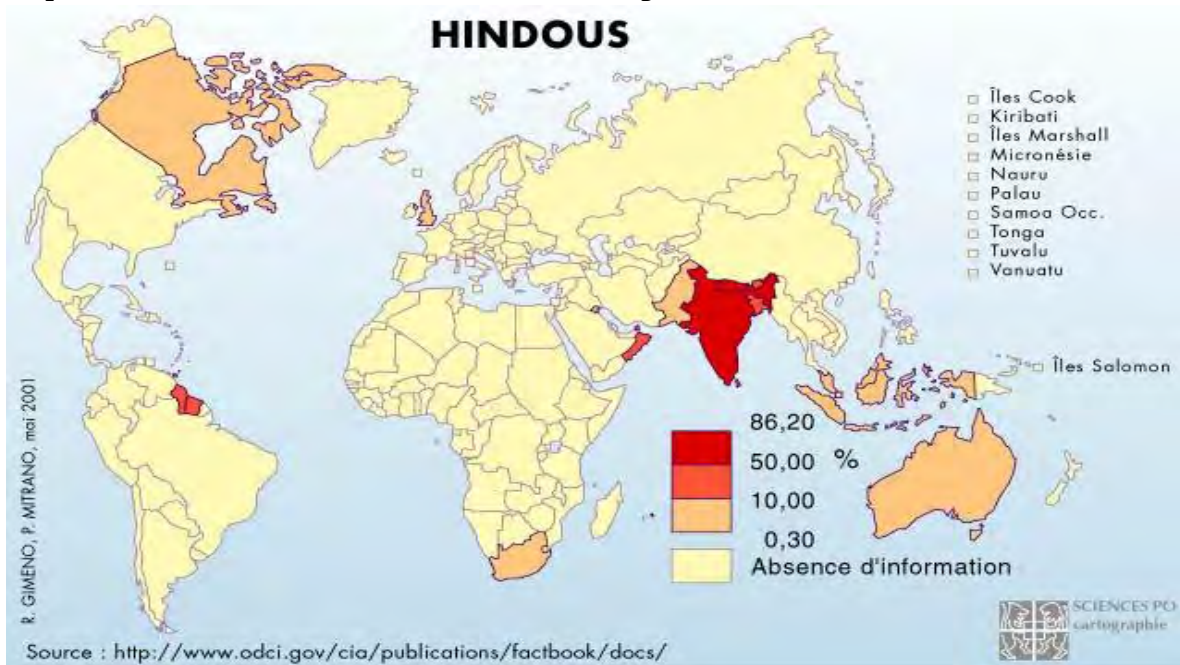 HINDOUS
Îles Cook
Kiribati
Îles Marshall
Micronésie
Nauru
Palau
Samoa Occ.
Tonga
Tuvalu
Vanuatu
Îles Salomon
86,20
50,00 %
10,00
0,30
Absence d'information
R. GIMENO, P. MITRANO, mai 2001
SCIENCES PO
cartographie
Source : http://www.odci.gov/cia/publications/factbook/docs/